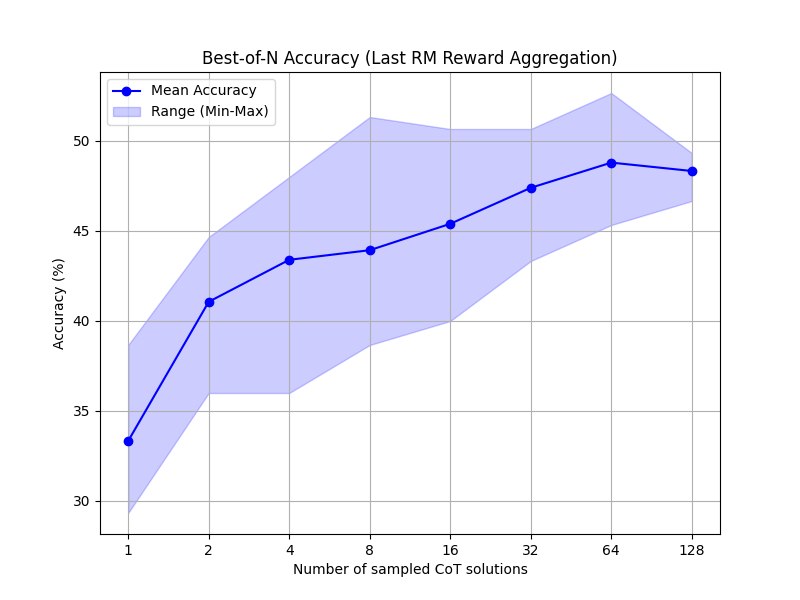 Best-of-N Accuracy (Last RM Reward Aggregation)
Mean Accuracy
Range (Min-Max)
Accuracy (%)
50
45
40
35
30
1 2 4 8 16 32 64 128
Number of sampled CoT solutions